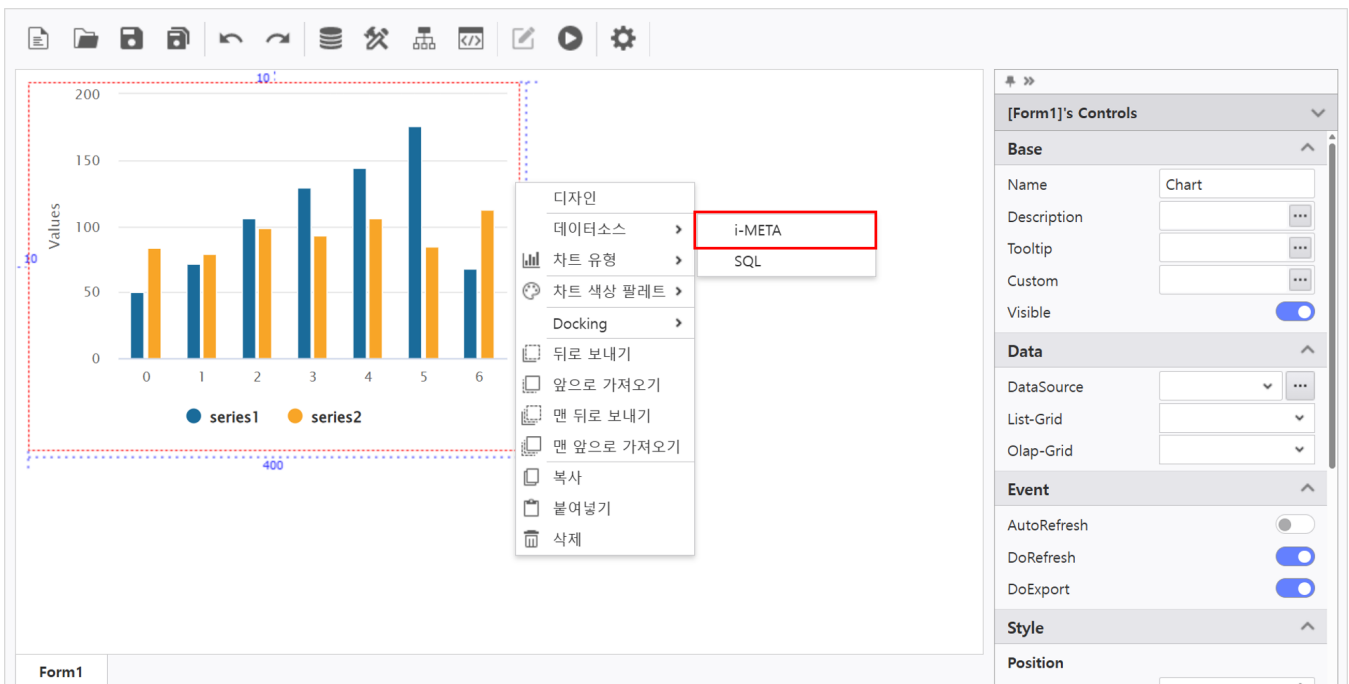 10
200
150
100
50
0
Values
10
0 1 2 3 4 5 6
series1 series2
400
디자인
데이터소스
차트 유형
차트 색상 팔레트
Docking
뒤로 보내기
앞으로 가져오기
맨 뒤로 보내기
맨 앞으로 가져오기
복사
붙여넣기
삭제
i-META
SQL
[Form1]'s Controls
Base
Name Chart
Description
Tooltip
Custom
Visible
Data
DataSource
List-Grid
Olap-Grid
Event
AutoRefresh
DoRefresh
DoExport
Style
Position
Form1